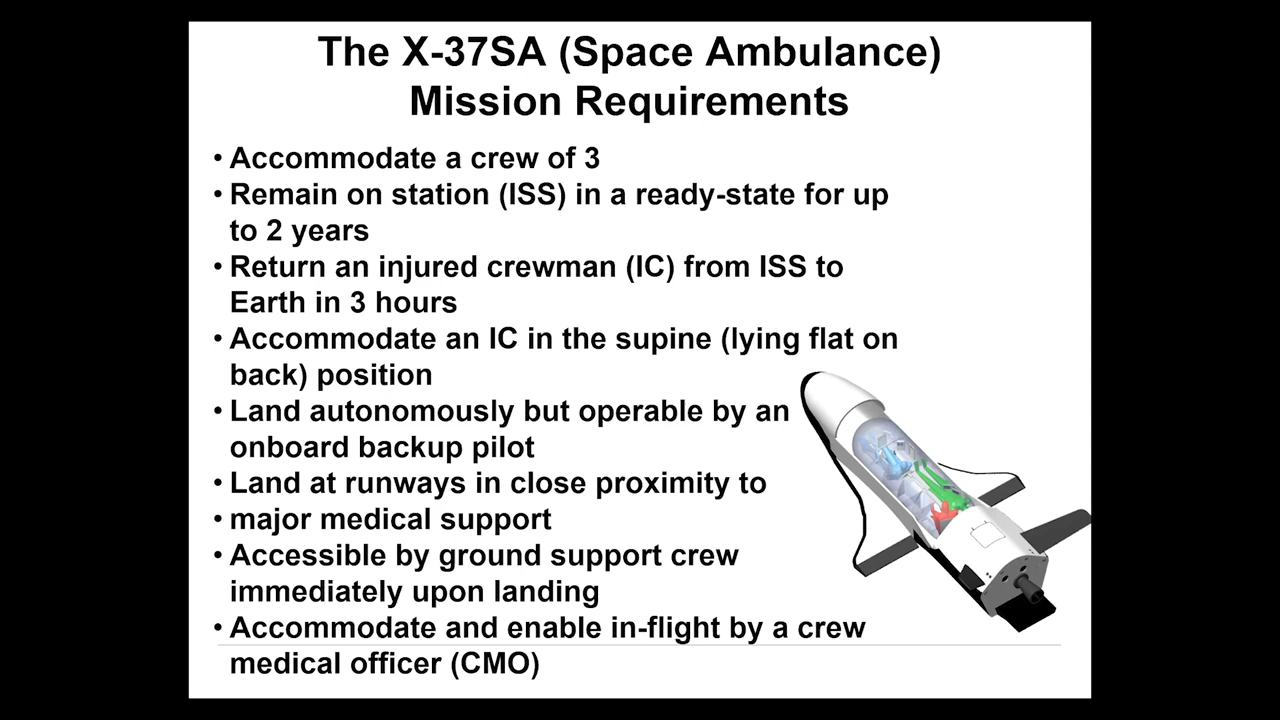 The X-37SA (Space Ambulance)
Mission Requirements
• Accommodate a crew of 3
• Remain on station (ISS) in a ready-state for up
to 2 years
• Return an injured crewman (IC) from ISS to
Earth in 3 hours
• Accommodate an IC in the supine (lying flat on
back) position
• Land autonomously but operable by an
onboard backup pilot
• Land at runways in close proximity to
• major medical support
• Accessible by ground support crew
immediately upon landing
• Accommodate and enable in-flight by a crew
medical officer (CMO)